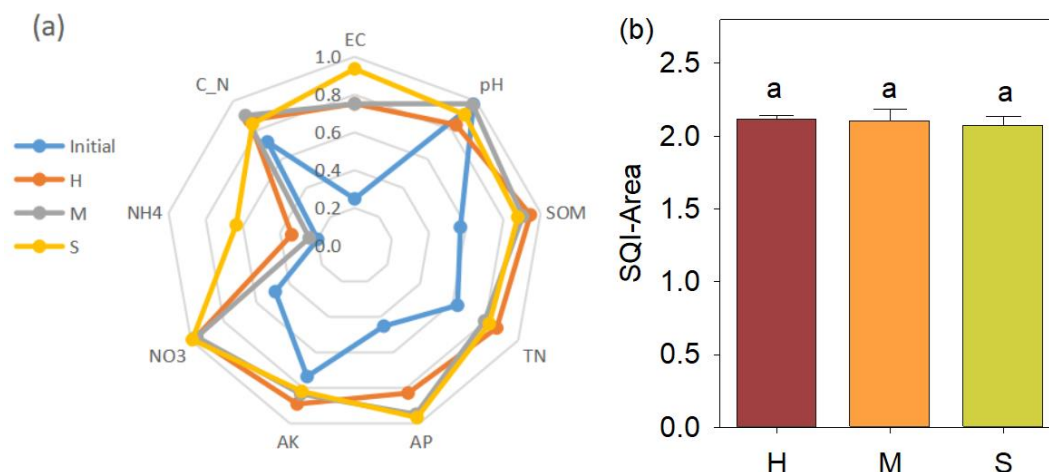 (a)
EC
1.0
0.8
0.6
0.4
0.2
0.0
pH
SOM
TN
AP
AK
NO3
NH4
C_N
Initial
H
M
S
(b)
SQI-Area
2.5
2.0
1.5
1.0
0.5
0.0
a a a
H M S